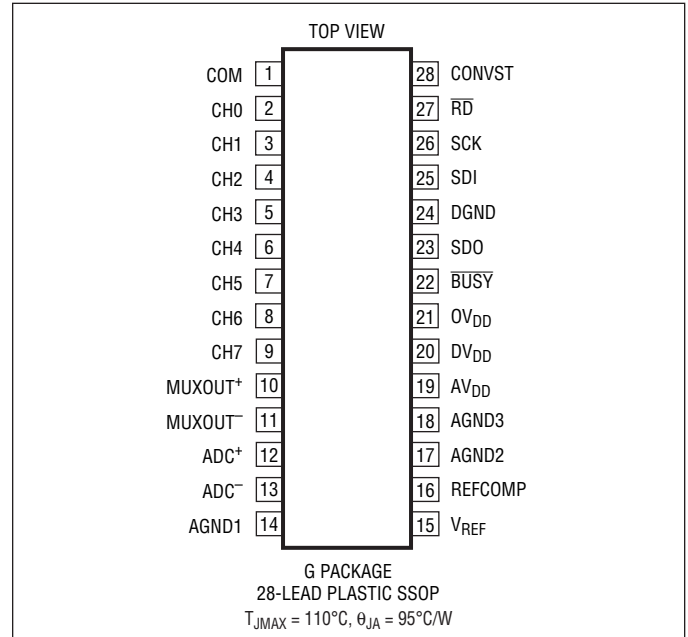 TOP VIEW
COM 1 28 CONVST
CH0 2 27 R̅D̅
CH1 3 26 SCK
CH2 4 25 SDI
CH3 5 24 DGND
CH4 6 23 SDO
CH5 7 22 B̅U̅S̅Y̅
CH6 8 21 OVDD
CH7 9 20 DVDD
MUXOUT⁺ 10 19 AVDD
MUXOUT⁻ 11 18 AGND3
ADC⁺ 12 17 AGND2
ADC⁻ 13 16 REFCOMP
AGND1 14 15 VREF
G PACKAGE
28-LEAD PLASTIC SSOP
TJMAX = 110°C, θJA = 95°C/W